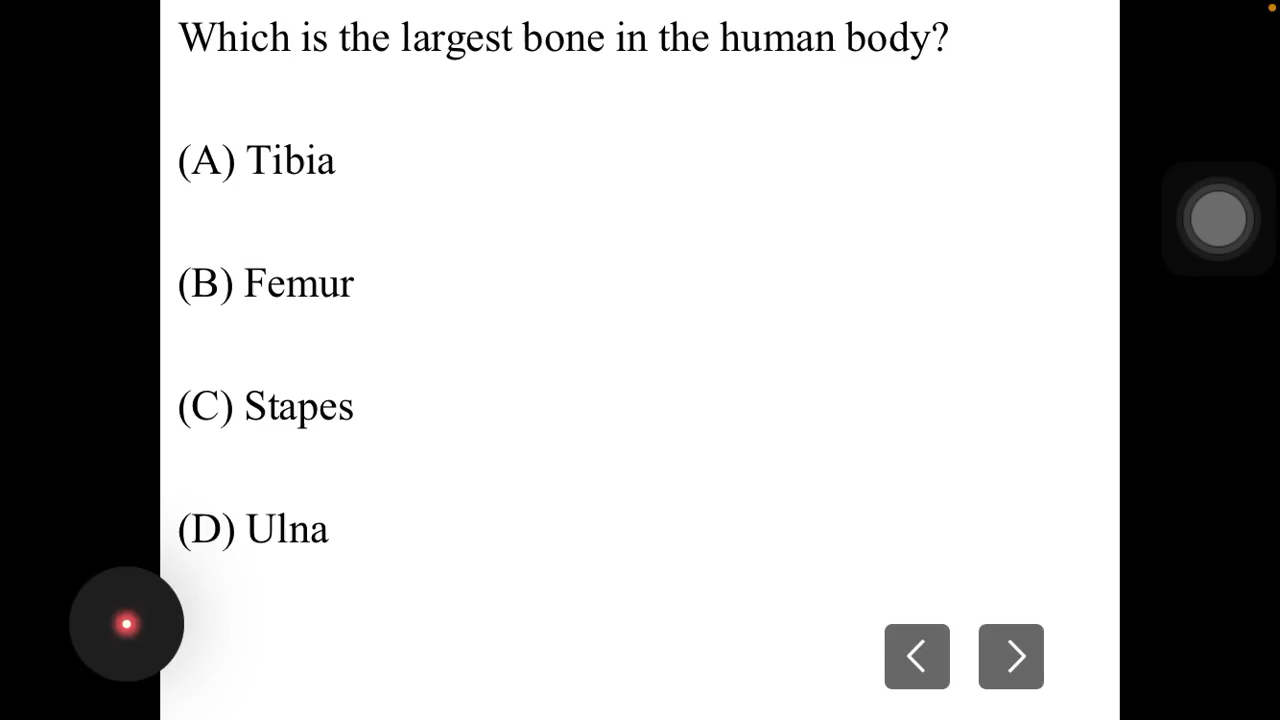 Which is the largest bone in the human body?
(A) Tibia
(B) Femur
(C) Stapes
(D) Ulna